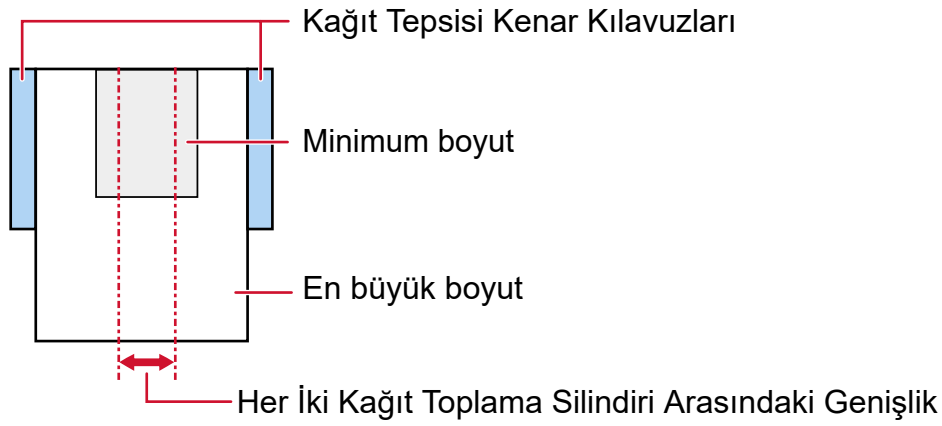 Kağıt Tepsisi Kenar Kılavuzları
Minimum boyut
En büyük boyut
Her İki Kağıt Toplama Silindiri Arasındaki Genişlik